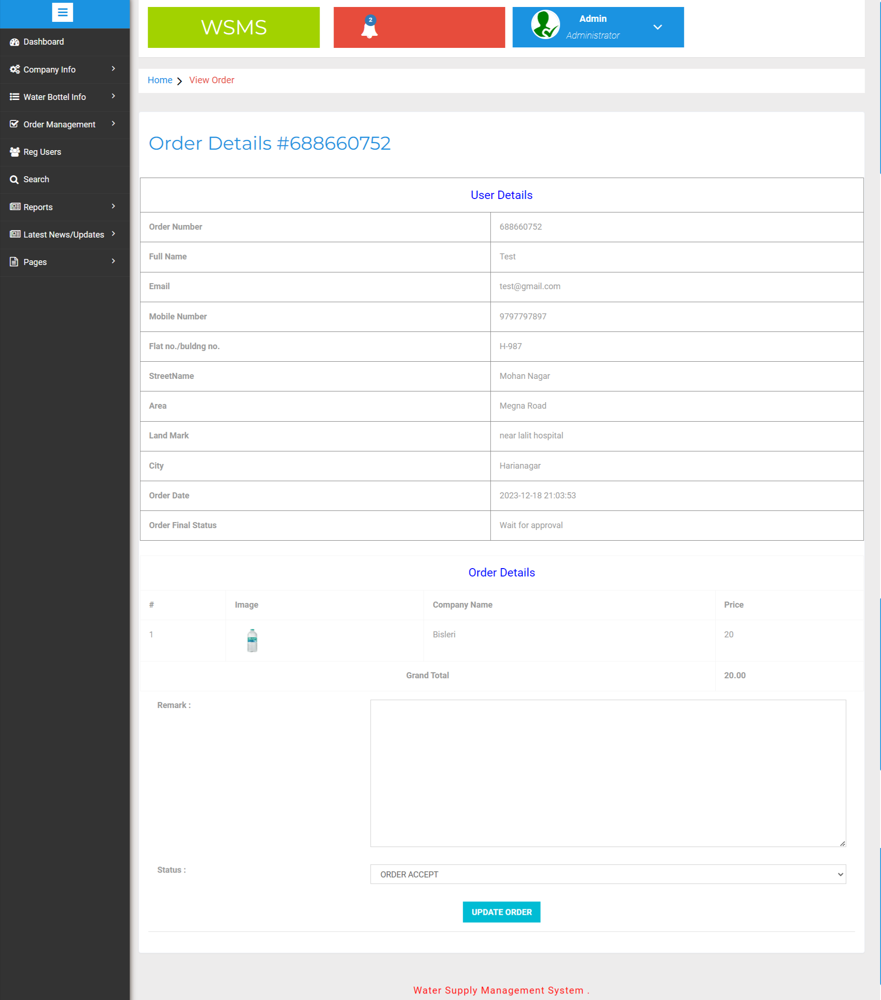 WSMS
2
Admin
Administrator
Dashboard
Company Info
Water Bottel Info
Order Management
Reg Users
Search
Reports
Latest News/Updates
Pages
Home
View Order
Order Details #688660752
User Details
Order Number 688660752
Full Name Test
Email test@gmail.com
Mobile Number 9797797897
Flat no./buldng no. H-987
StreetName Mohan Nagar
Area Megna Road
Land Mark near lalit hospital
City Harianagar
Order Date 2023-12-18 21:03:53
Order Final Status Wait for approval
Order Details
# Image Company Name Price
1 Bisleri 20
Grand Total 20.00
Remark :
Status : ORDER ACCEPT
UPDATE ORDER
Water Supply Management System .